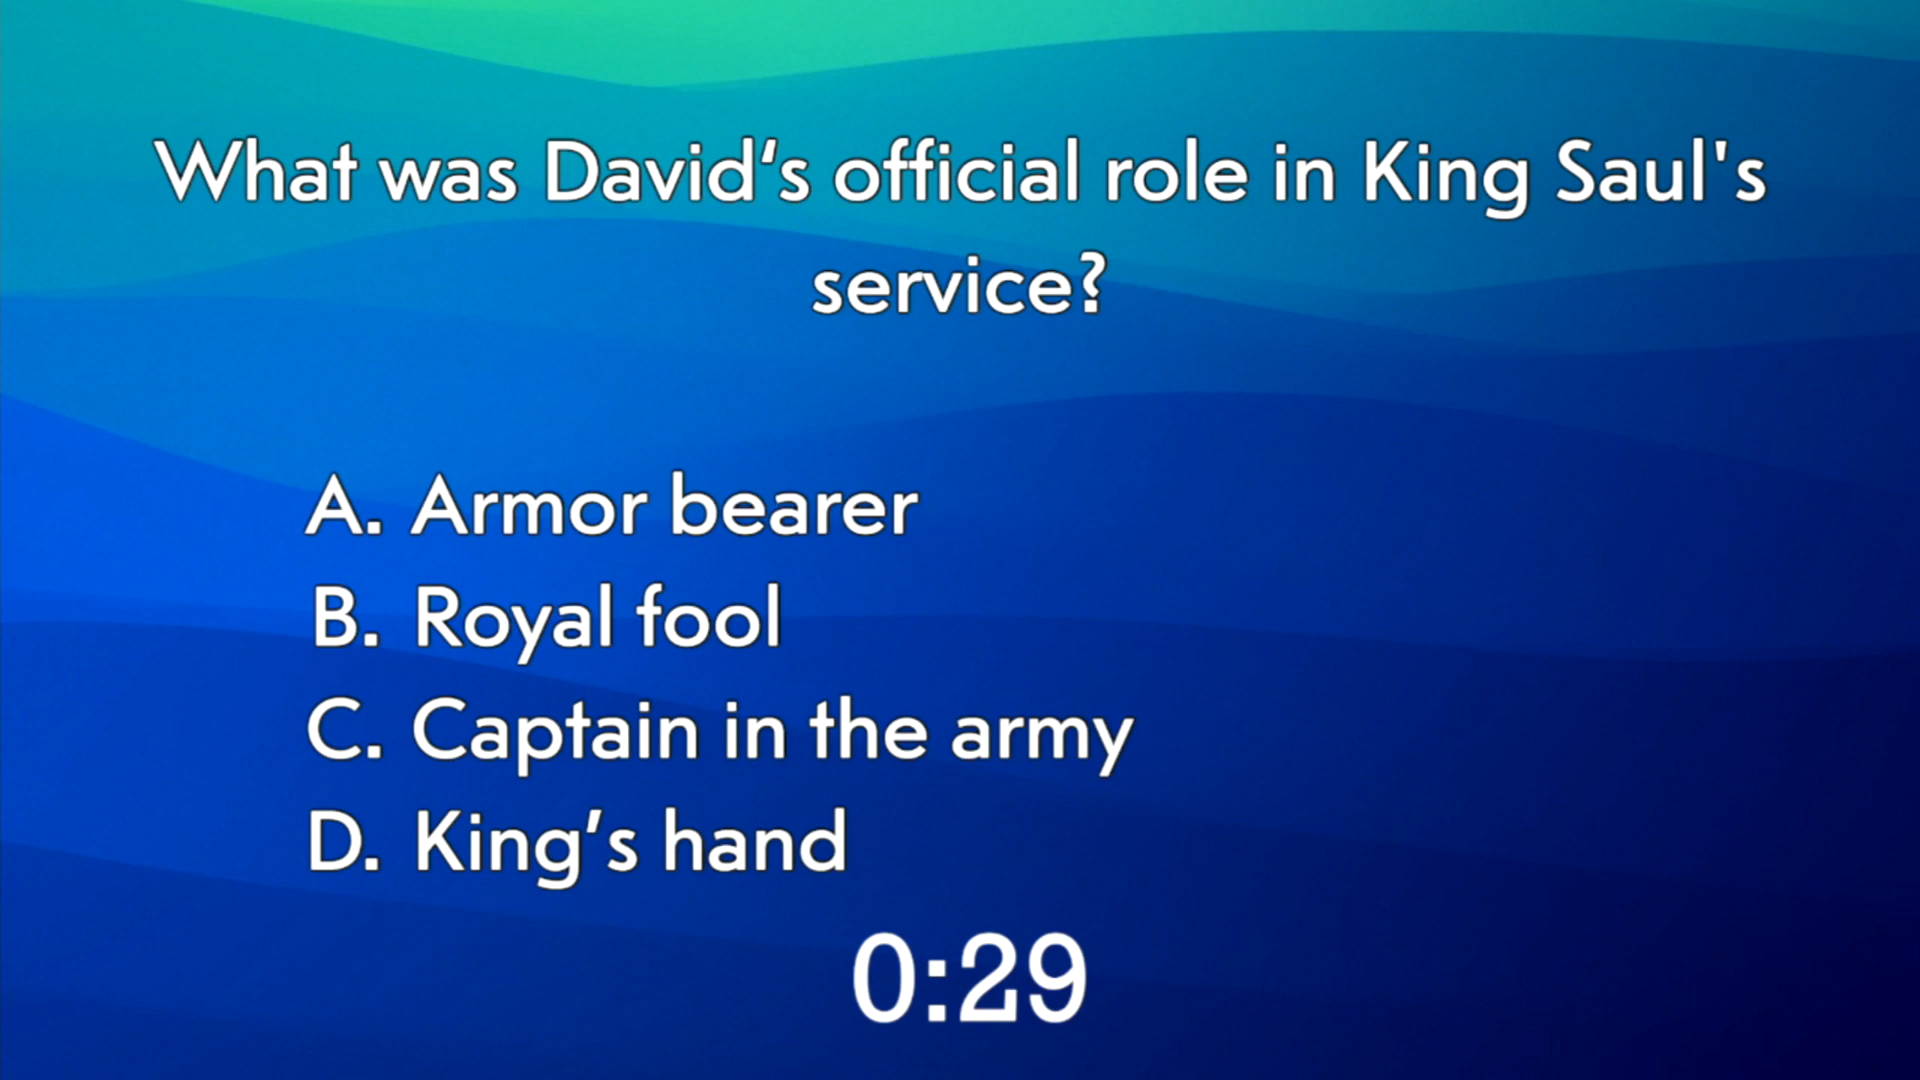 What was David‘s official role in King Saul's
service?
A. Armor bearer
B. Royal fool
C. Captain in the army
D. King’s hand
0:29